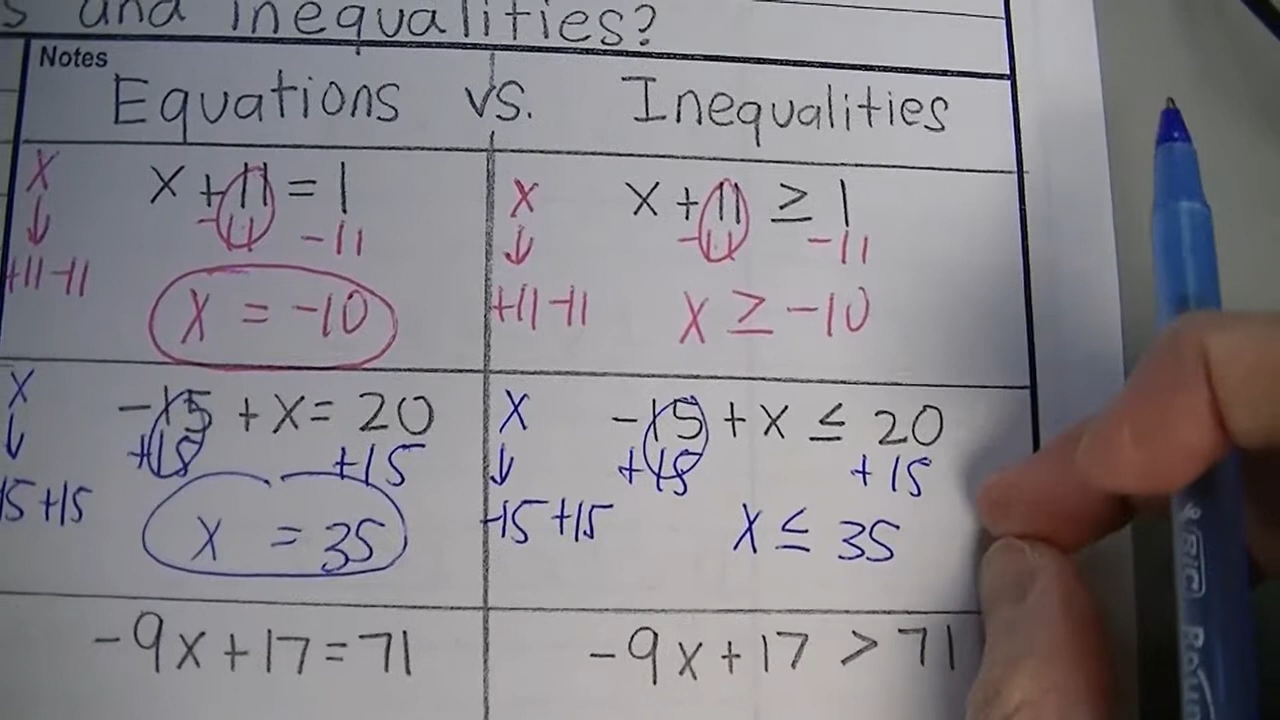 s and inequalities?
Notes
Equations vs. Inequalities
x x + 11 = 1
↓ -11 -11
+11 -11
x = -10
x x + 11 ≥ 1
↓ -11 -11
+11 -11 x ≥ -10
x -15 + x = 20
↓ +15 +15
15 +15 x = 35
x -15 + x ≤ 20
↓ +15 +15
-15 +15 x ≤ 35
-9x + 17 = 71
-9x + 17 > 71
BIC